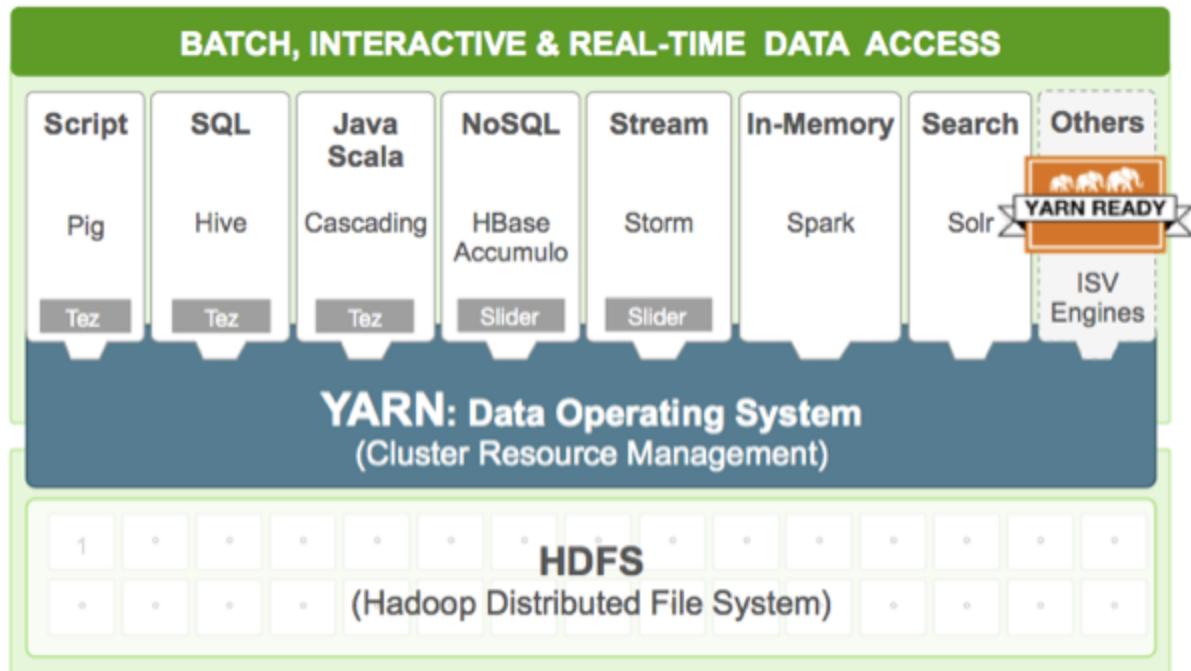 BATCH, INTERACTIVE & REAL-TIME DATA ACCESS
Script
Pig
Tez
SQL
Hive
Tez
Java
Scala
Cascading
Tez
NoSQL
HBase
Accumulo
Slider
Stream
Storm
Slider
In-Memory
Spark
Search
Solr
Others
YARN READY
ISV
Engines
YARN: Data Operating System
(Cluster Resource Management)
1
HDFS
(Hadoop Distributed File System)